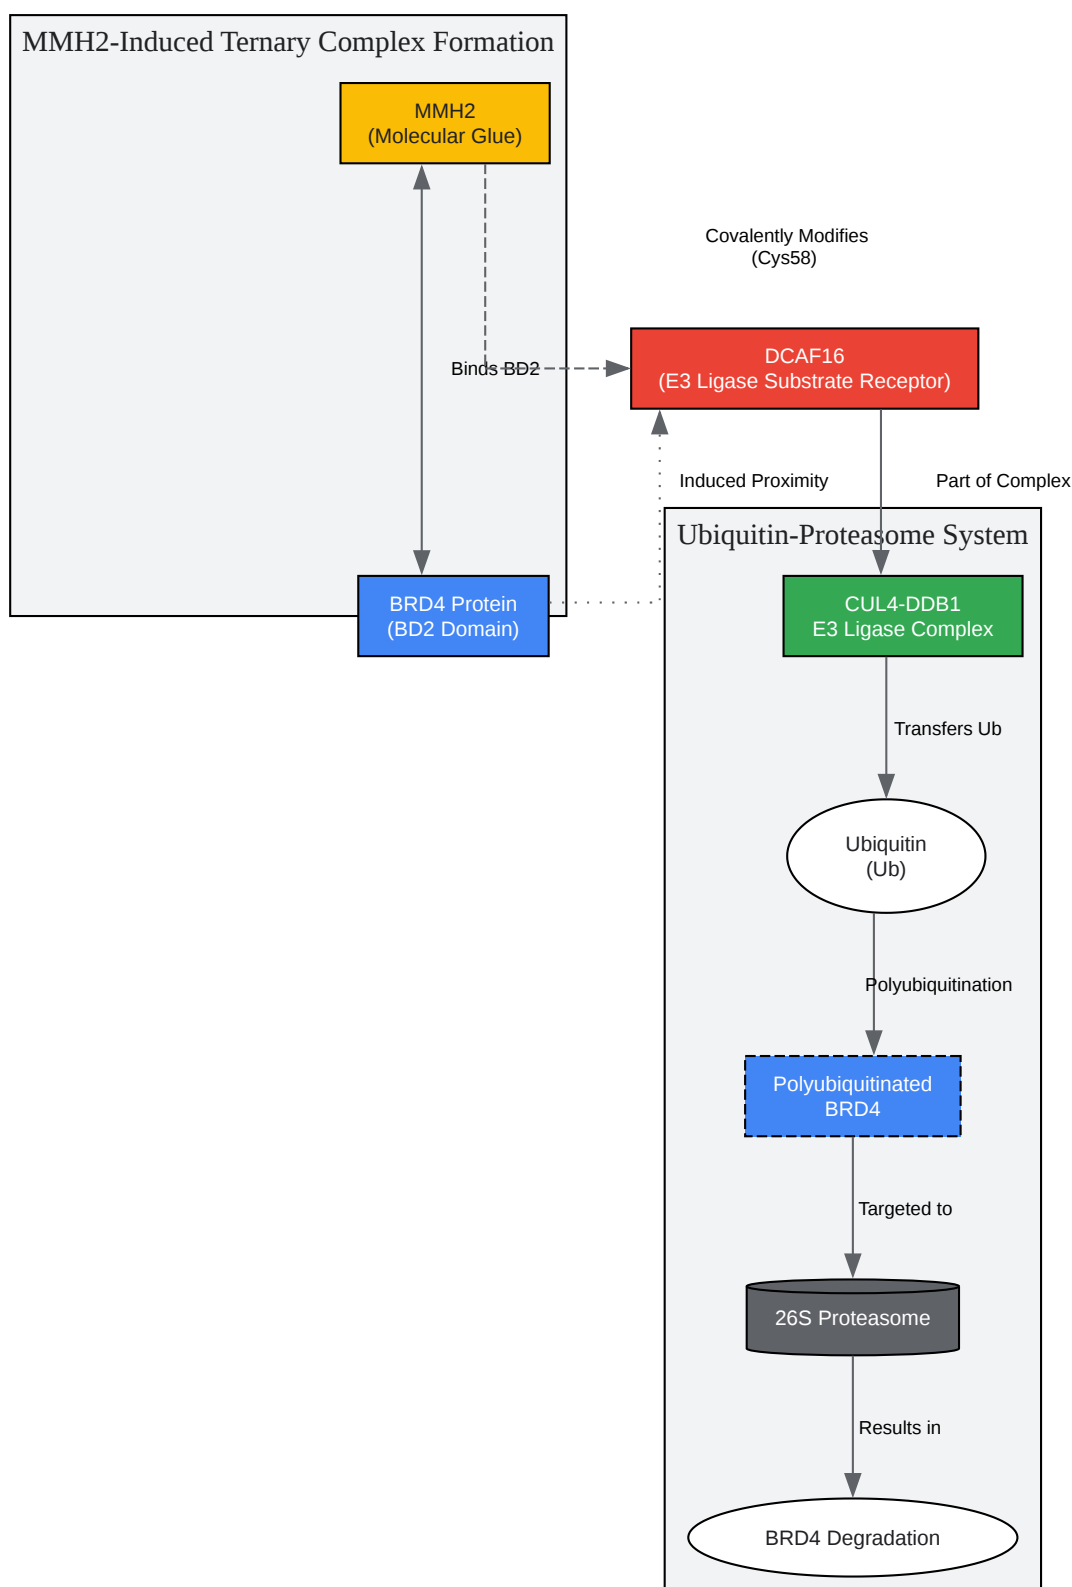 MMH2-Induced Ternary Complex Formation
MMH2
(Molecular Glue)
Covalently Modifies
(Cys58)
Binds BD2
DCAF16
(E3 Ligase Substrate Receptor)
Induced Proximity
Part of Complex
Ubiquitin-Proteasome System
BRD4 Protein
(BD2 Domain)
CUL4-DDB1
E3 Ligase Complex
Transfers Ub
Ubiquitin
(Ub)
Polyubiquitination
Polyubiquitinated
BRD4
Targeted to
26S Proteasome
Results in
BRD4 Degradation